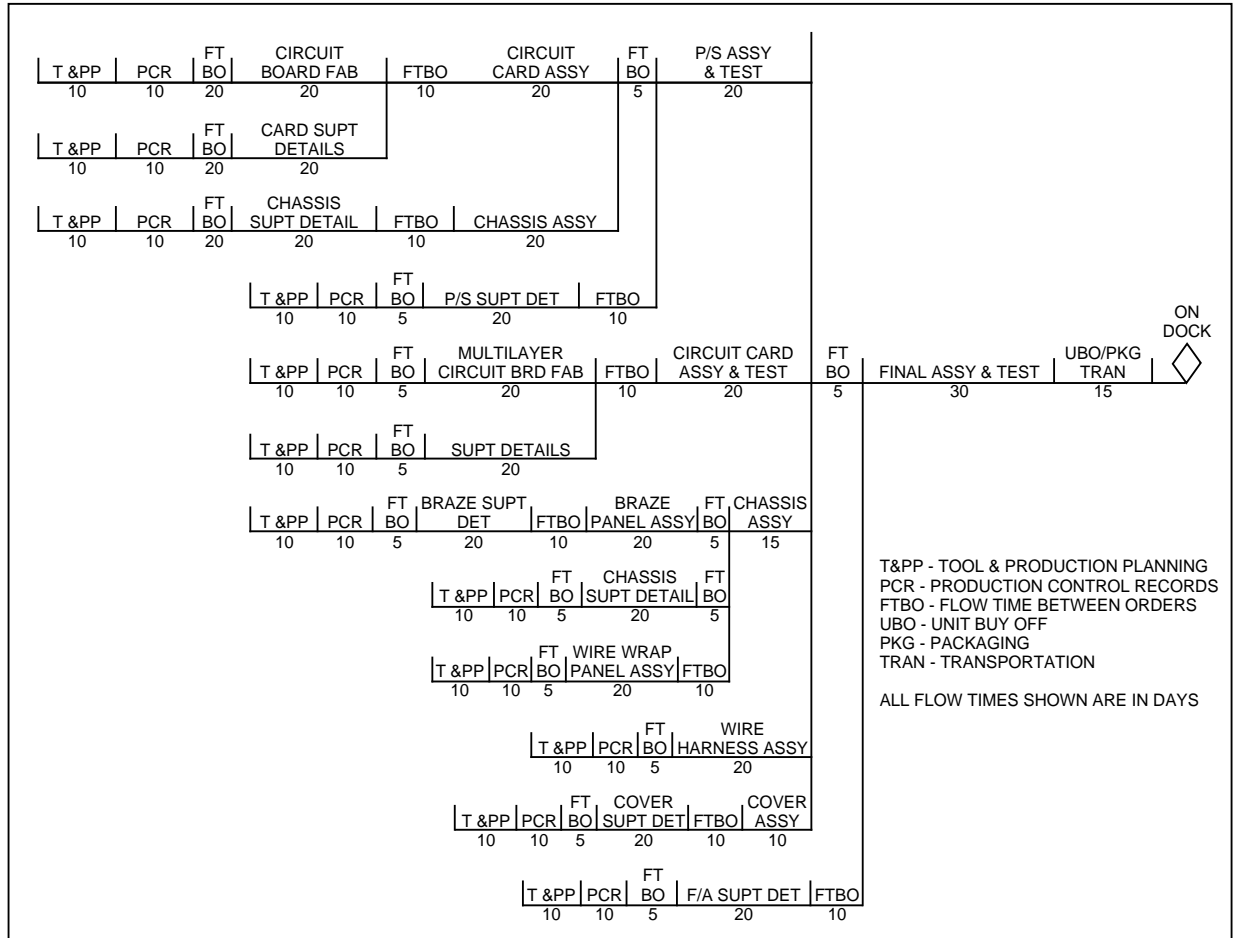 FT CIRCUIT CIRCUIT FT P/S ASSY
T &PP PCR BO BOARD FAB FTBO CARD ASSY BO & TEST
10 10 20 20 10 20 5 20
FT CARD SUPT
T &PP PCR BO DETAILS
10 10 20 20
FT CHASSIS
T &PP PCR BO SUPT DETAIL FTBO CHASSIS ASSY
10 10 20 20 10 20
FT
T &PP PCR BO P/S SUPT DET FTBO
10 10 5 20 10
ON
DOCK
FT MULTILAYER CIRCUIT CARD FT UBO/PKG
T &PP PCR BO CIRCUIT BRD FAB FTBO ASSY & TEST BO FINAL ASSY & TEST TRAN
10 10 5 20 10 20 5 30 15
FT
T &PP PCR BO SUPT DETAILS
10 10 5 20
FT BRAZE SUPT BRAZE FT CHASSIS
T &PP PCR BO DET FTBO PANEL ASSY BO ASSY
10 10 5 20 10 20 5 15
FT CHASSIS FT
T &PP PCR BO SUPT DETAIL BO
10 10 5 20 5
FT WIRE WRAP
T &PP PCR BO PANEL ASSY FTBO
10 10 5 20 10
FT WIRE
T &PP PCR BO HARNESS ASSY
10 10 5 20
FT COVER COVER
T &PP PCR BO SUPT DET FTBO ASSY
10 10 5 20 10 10
FT
T &PP PCR BO F/A SUPT DET FTBO
10 10 5 20 10
T&PP - TOOL & PRODUCTION PLANNING
PCR - PRODUCTION CONTROL RECORDS
FTBO - FLOW TIME BETWEEN ORDERS
UBO - UNIT BUY OFF
PKG - PACKAGING
TRAN - TRANSPORTATION
ALL FLOW TIMES SHOWN ARE IN DAYS